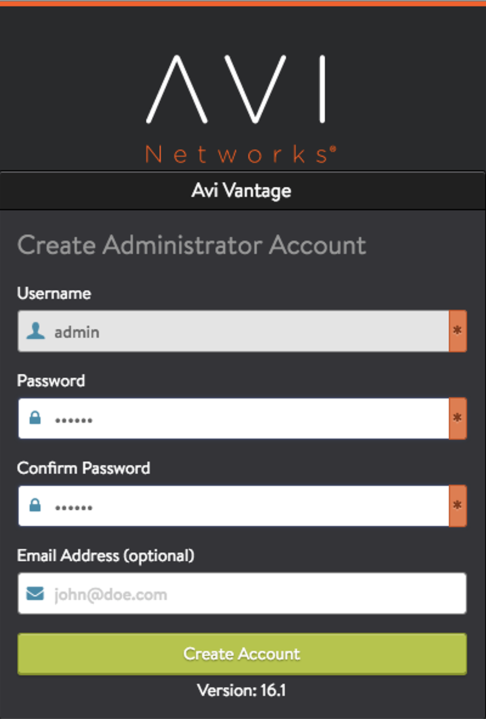 AVI
Networks®
Avi Vantage
Create Administrator Account
Username
admin
*
Password
••••••
*
Confirm Password
••••••
*
Email Address (optional)
john@doe.com
Create Account
Version: 16.1